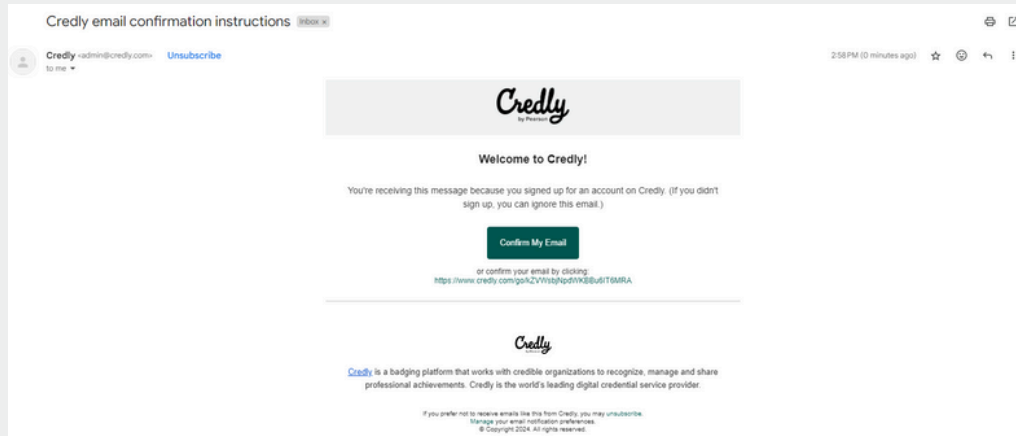 Credly email confirmation instructions Inbox x
Credly <admin@credly.com> Unsubscribe
2:58 PM (0 minutes ago)
to me
Credly
by Pearson
Welcome to Credly!
You're receiving this message because you signed up for an account on Credly. (If you didn't
sign up, you can ignore this email.)
Confirm My Email
or confirm your email by clicking:
https://www.credly.com/go/kZVWsbjNpdWKBBu6IT6MRA
Credly
Credly is a badging platform that works with credible organizations to recognize, manage and share
professional achievements. Credly is the world's leading digital credential service provider.
If you prefer not to receive emails like this from Credly, you may unsubscribe.
Manage your email notification preferences.
© Copyright 2024. All rights reserved.